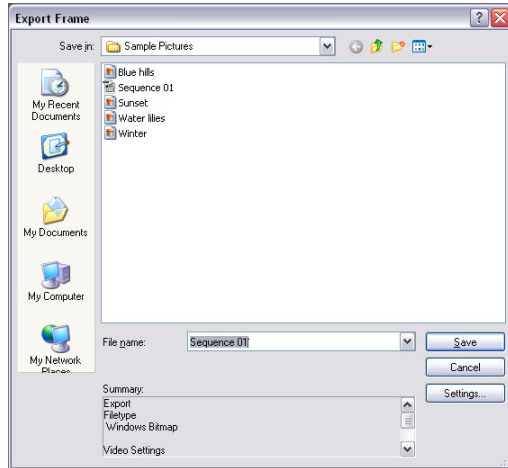 Export Frame
Save in:
Sample Pictures
My Recent
Documents
Desktop
My Documents
My Computer
My Network
Places
Blue hills
Sequence 01
Sunset
Water lilies
Winter
File name:
Sequence 01
Save
Cancel
Settings...
Summary:
Export
Filetype
Windows Bitmap
Video Settings